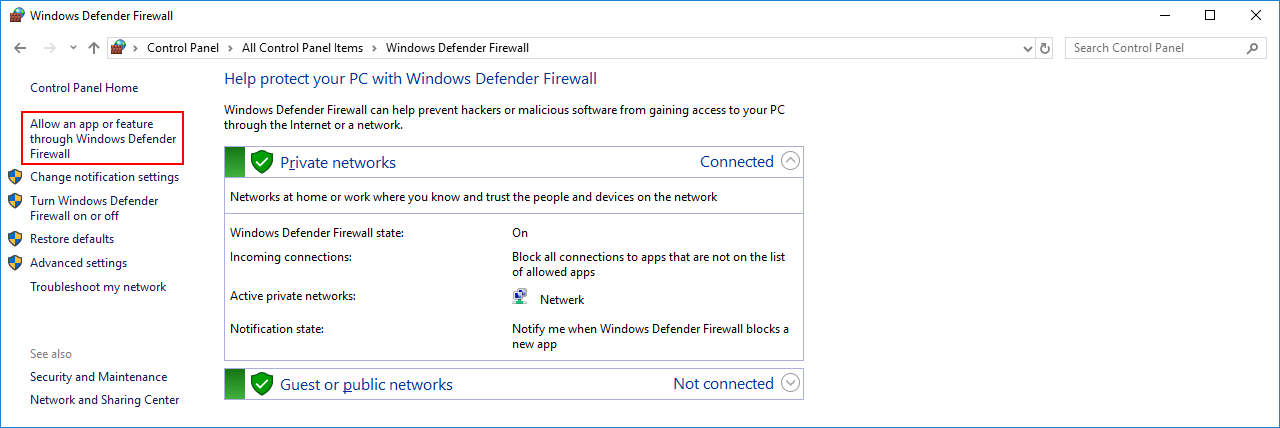 Windows Defender Firewall
Control Panel
All Control Panel Items
Windows Defender Firewall
Search Control Panel
Control Panel Home
Allow an app or feature
through Windows Defender
Firewall
Change notification settings
Turn Windows Defender
Firewall on or off
Restore defaults
Advanced settings
Troubleshoot my network
See also
Security and Maintenance
Network and Sharing Center
Help protect your PC with Windows Defender Firewall
Windows Defender Firewall can help prevent hackers or malicious software from gaining access to your PC
through the Internet or a network.
Private networks Connected
Networks at home or work where you know and trust the people and devices on the network
Windows Defender Firewall state: On
Incoming connections: Block all connections to apps that are not on the list
of allowed apps
Active private networks: Netwerk
Notification state: Notify me when Windows Defender Firewall blocks a
new app
Guest or public networks Not connected